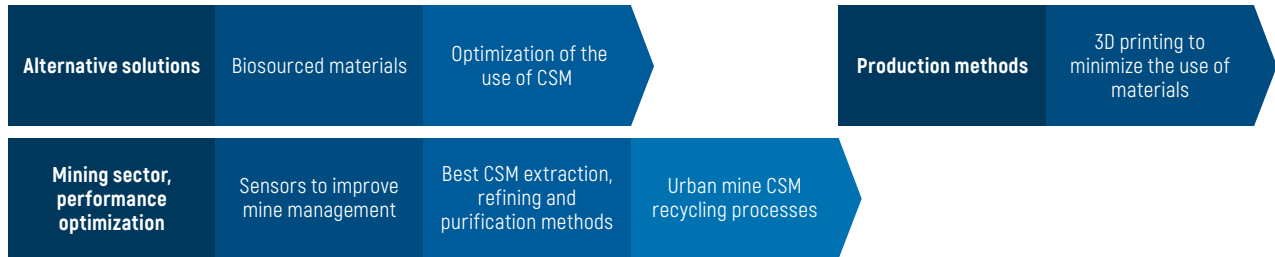 Alternative solutions
Biosourced materials
Optimization of the
use of CSM
Production methods
3D printing to
minimize the use of
materials
Mining sector,
performance
optimization
Sensors to improve
mine management
Best CSM extraction,
refining and
purification methods
Urban mine CSM
recycling processes